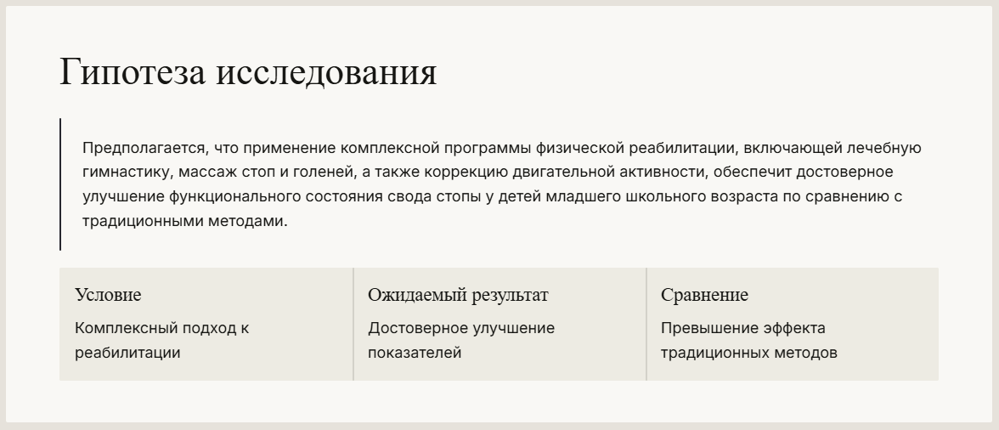 Гипотеза исследования
Предполагается, что применение комплексной программы физической реабилитации, включающей лечебную
гимнастику, массаж стоп и голеней, а также коррекцию двигательной активности, обеспечит достоверное
улучшение функционального состояния свода стопы у детей младшего школьного возраста по сравнению с
традиционными методами.
Условие
Комплексный подход к
реабилитации
Ожидаемый результат
Достоверное улучшение
показателей
Сравнение
Превышение эффекта
традиционных методов